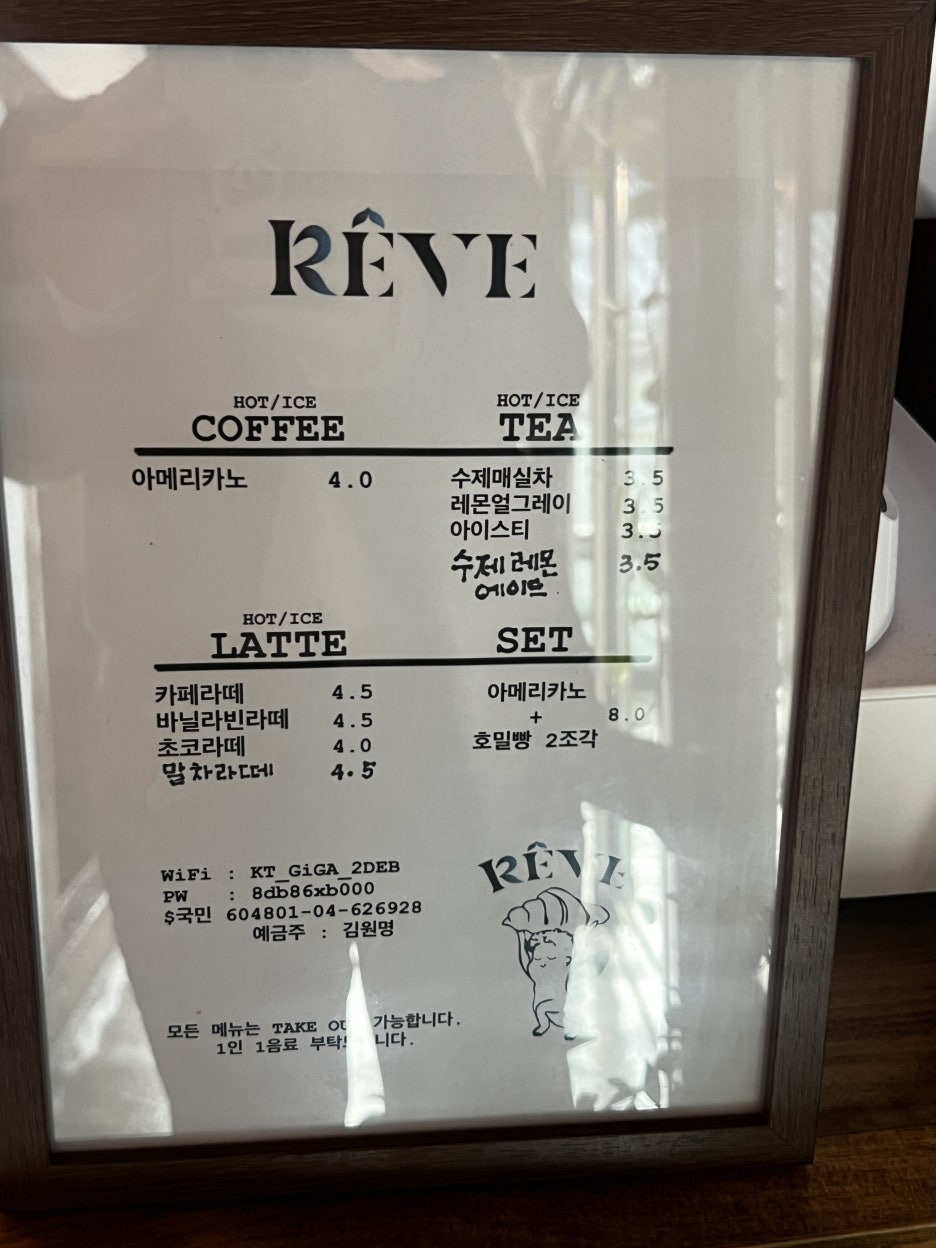 RÊVE
HOT/ICE
COFFEE
아메리카노 4.0
HOT/ICE
TEA
수제매실차 3.5
레몬얼그레이 3.5
아이스티 3.5
수제 레몬 3.5
에이드
HOT/ICE
LATTE
카페라떼 4.5
바닐라빈라떼 4.5
초코라떼 4.0
말차라떼 4.5
SET
아메리카노
+ 8.0
호밀빵 2조각
WiFi : KT_GiGA_2DEB
PW : 8db86xb000
$국민 604801-04-626928
예금주 : 김원명
RÊVE
모든 메뉴는 TAKE OUT 가능합니다.
1인 1음료 부탁드립니다.